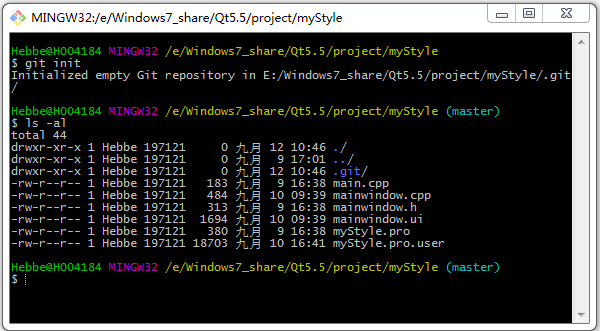 MINGW32:/e/Windows7_share/Qt5.5/project/myStyle
Hebbe@HO04184 MINGW32 /e/Windows7_share/Qt5.5/project/myStyle
$ git init
Initialized empty Git repository in E:/Windows7_share/Qt5.5/project/myStyle/.git
/
Hebbe@HO04184 MINGW32 /e/Windows7_share/Qt5.5/project/myStyle (master)
$ ls -al
total 44
drwxr-xr-x 1 Hebbe 197121 0 九月 12 10:46 ./
drwxr-xr-x 1 Hebbe 197121 0 九月 9 17:01 ../
drwxr-xr-x 1 Hebbe 197121 0 九月 12 10:46 .git/
-rw-r--r-- 1 Hebbe 197121 183 九月 9 16:38 main.cpp
-rw-r--r-- 1 Hebbe 197121 484 九月 10 09:39 mainwindow.cpp
-rw-r--r-- 1 Hebbe 197121 313 九月 9 16:38 mainwindow.h
-rw-r--r-- 1 Hebbe 197121 1694 九月 10 09:39 mainwindow.ui
-rw-r--r-- 1 Hebbe 197121 380 九月 9 16:38 myStyle.pro
-rw-r--r-- 1 Hebbe 197121 18703 九月 10 16:41 myStyle.pro.user
Hebbe@HO04184 MINGW32 /e/Windows7_share/Qt5.5/project/myStyle (master)
$